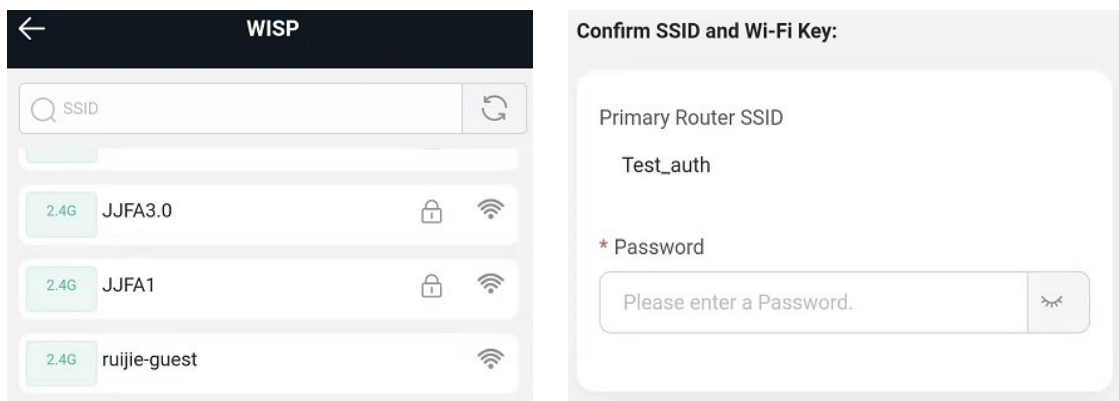 WISP
SSID
2.4G JJFA3.0
2.4G JJFA1
2.4G ruijie-guest
Confirm SSID and Wi-Fi Key:
Primary Router SSID
Test_auth
* Password
Please enter a Password.